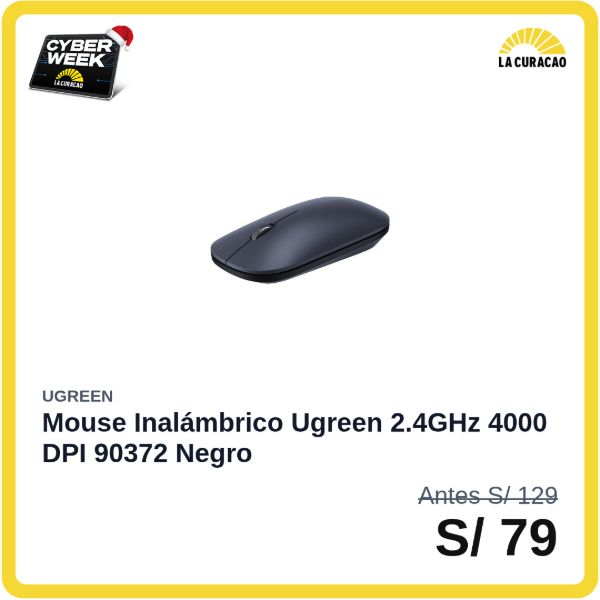 CYBER
WEEK
LA CURACAO
LA CURACAO
UGREEN
Mouse Inalámbrico Ugreen 2.4GHz 4000
DPI 90372 Negro
Antes S/ 129
S/ 79